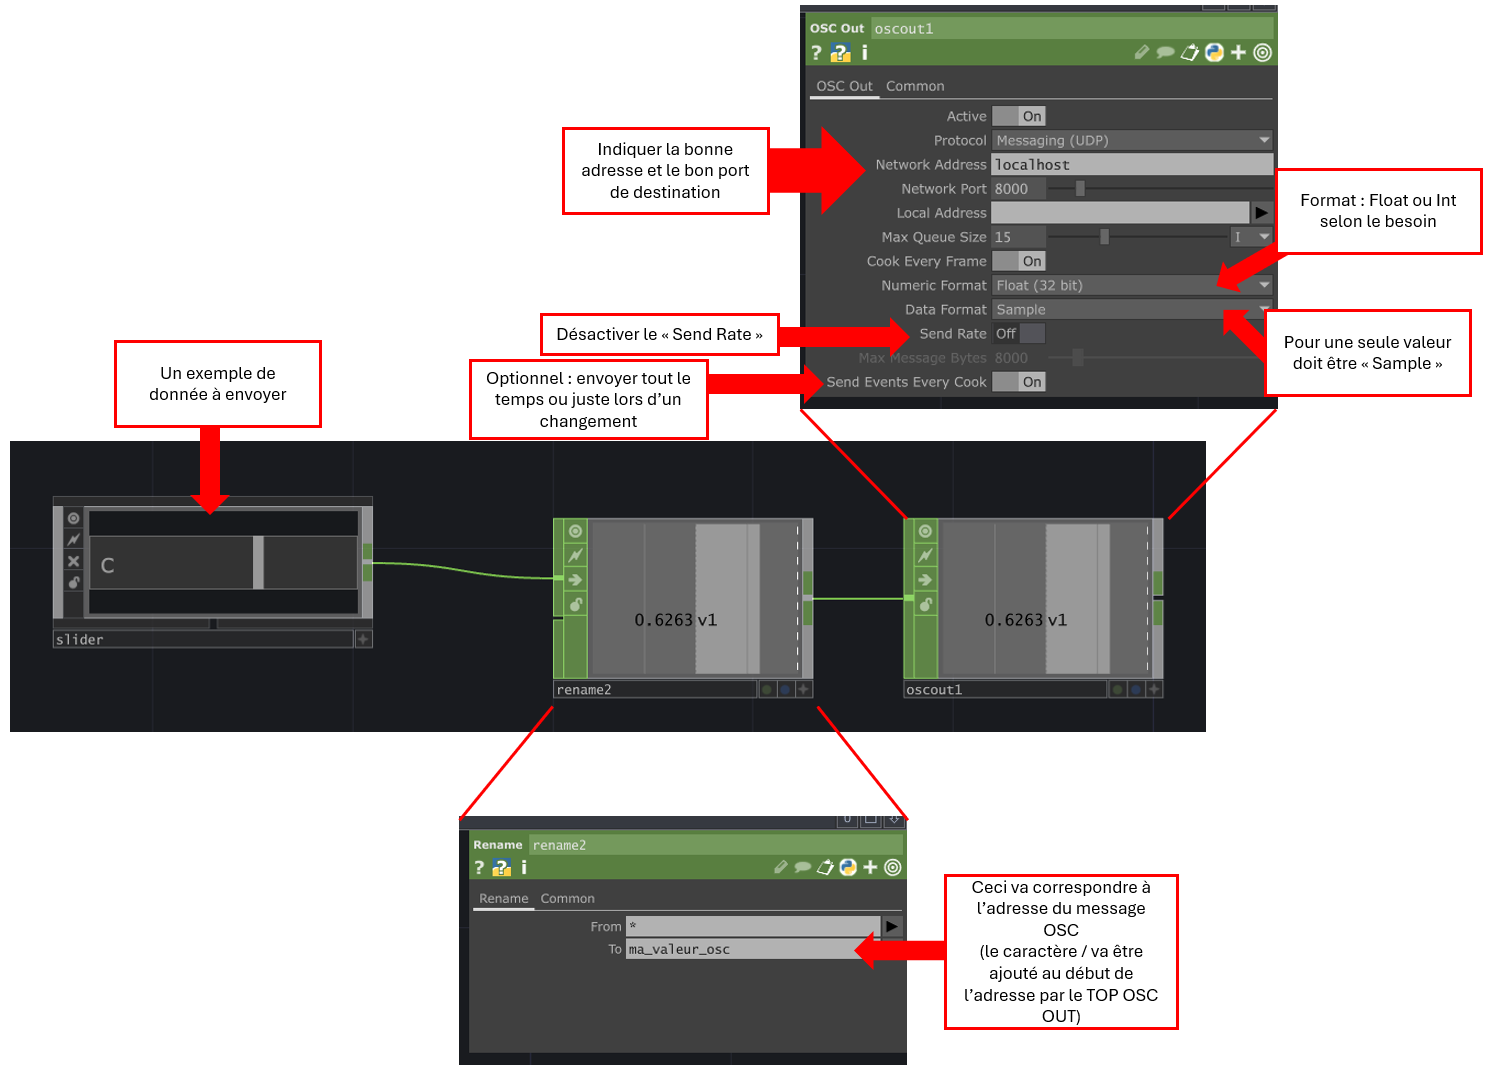 OSC Out oscout1
? ? i
OSC Out Common
Active On
Protocol Messaging (UDP)
Network Address localhost
Network Port 8000
Local Address
Max Queue Size 15 I
Cook Every Frame On
Numeric Format Float (32 bit)
Data Format Sample
Send Rate Off
Max Message Bytes 8000
Send Events Every Cook On
Indiquer la bonne
adresse et le bon port
de destination
Format : Float ou Int
selon le besoin
Désactiver le « Send Rate »
Pour une seule valeur
doit être « Sample »
Optionnel : envoyer tout le
temps ou juste lors d’un
changement
Un exemple de
donnée à envoyer
C
slider
0.6263 v1
rename2
0.6263 v1
oscout1
Rename rename2
? ? i
Rename Common
From *
To ma_valeur_osc
Ceci va correspondre à
l’adresse du message
OSC
(le caractère / va être
ajouté au début de
l’adresse par le TOP OSC
OUT)